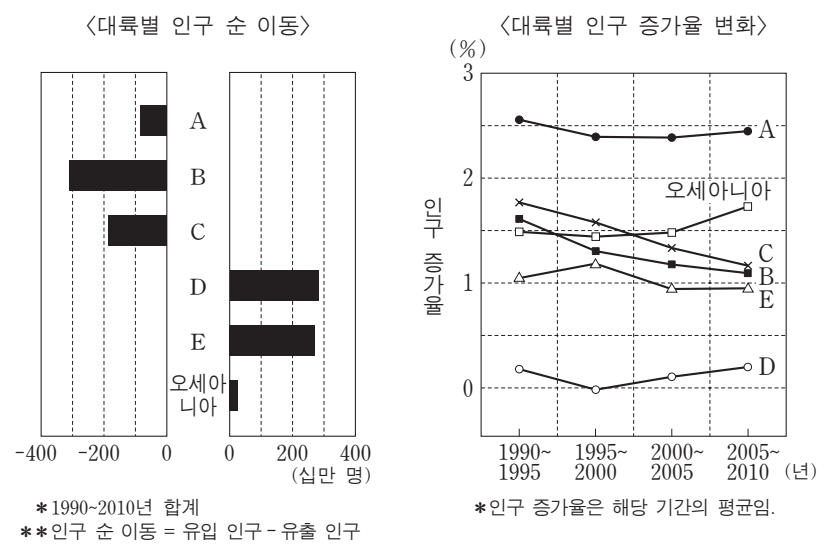 〈대륙별 인구 순 이동〉
A
B
C
D
E
오세아
니아
-400 -200 0
0 200 400
(십만 명)
*1990~2010년 합계
**인구 순 이동 = 유입 인구 - 유출 인구
〈대륙별 인구 증가율 변화〉
(%)
3
2
1
0
인구 증가율
A
오세아니아
C
B
E
D
1990~
1995
1995~
2000
2000~
2005
2005~
2010
(년)
*인구 증가율은 해당 기간의 평균임.